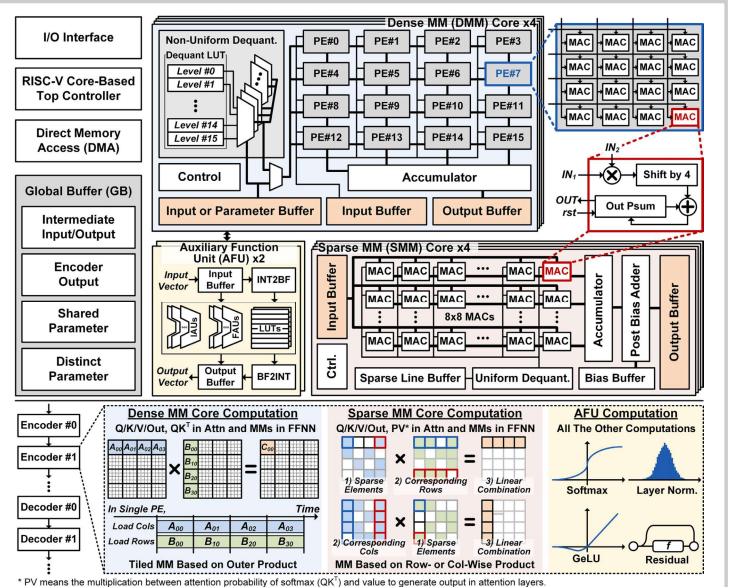 I/O Interface
RISC-V Core-Based
Top Controller
Direct Memory
Access (DMA)
Global Buffer (GB)
Intermediate
Input/Output
Encoder
Output
Shared
Parameter
Distinct
Parameter
Dense MM (DMM) Core x4
Non-Uniform Dequant.
Dequant LUT
Level #0
Level #1
Level #14
Level #15
PE#0 PE#1 PE#2 PE#3
PE#4 PE#5 PE#6 PE#7
PE#8 PE#9 PE#10 PE#11
PE#12 PE#13 PE#14 PE#15
Control
Accumulator
Input or Parameter Buffer
Input Buffer
Output Buffer
MAC MAC MAC MAC
MAC MAC MAC MAC
MAC MAC MAC MAC
MAC MAC MAC MAC
IN₂
IN₁
Shift by 4
OUT
rst
Out Psum
Auxiliary Function
Unit (AFU) x2
Input
Vector
Input
Buffer
INT2BF
IAUs
FAUs
LUTs
Output
Vector
Output
Buffer
BF2INT
Sparse MM (SMM) Core x4
Input Buffer
Ctrl.
MAC MAC MAC ••• MAC MAC
MAC MAC MAC ••• MAC MAC
8x8 MACs
MAC MAC MAC ••• MAC MAC
Accumulator
Post Bias Adder
Output Buffer
Sparse Line Buffer
Uniform Dequant.
Bias Buffer
Encoder #0
Encoder #1
Decoder #0
Decoder #1
Dense MM Core Computation
Q/K/V/Out, QKᵀ in Attn and MMs in FFNN
A₀₀ A₀₁ A₀₂ A₀₃
B₀₀
B₁₀
B₂₀
B₃₀
C₀₀
In Single PE,
Time
Load Cols A₀₀ A₀₁ A₀₂ A₀₃
Load Rows B₀₀ B₁₀ B₂₀ B₃₀
Tiled MM Based on Outer Product
Sparse MM Core Computation
Q/K/V/Out, PV* in Attn and MMs in FFNN
1) Sparse
Elements
2) Corresponding
Rows
3) Linear
Combination
2) Corresponding
Cols
1) Sparse
Elements
3) Linear
Combination
MM Based on Row- or Col-Wise Product
AFU Computation
All The Other Computations
Softmax
Layer Norm.
GeLU
f
Residual
* PV means the multiplication between attention probability of softmax (QKᵀ) and value to generate output in attention layers.